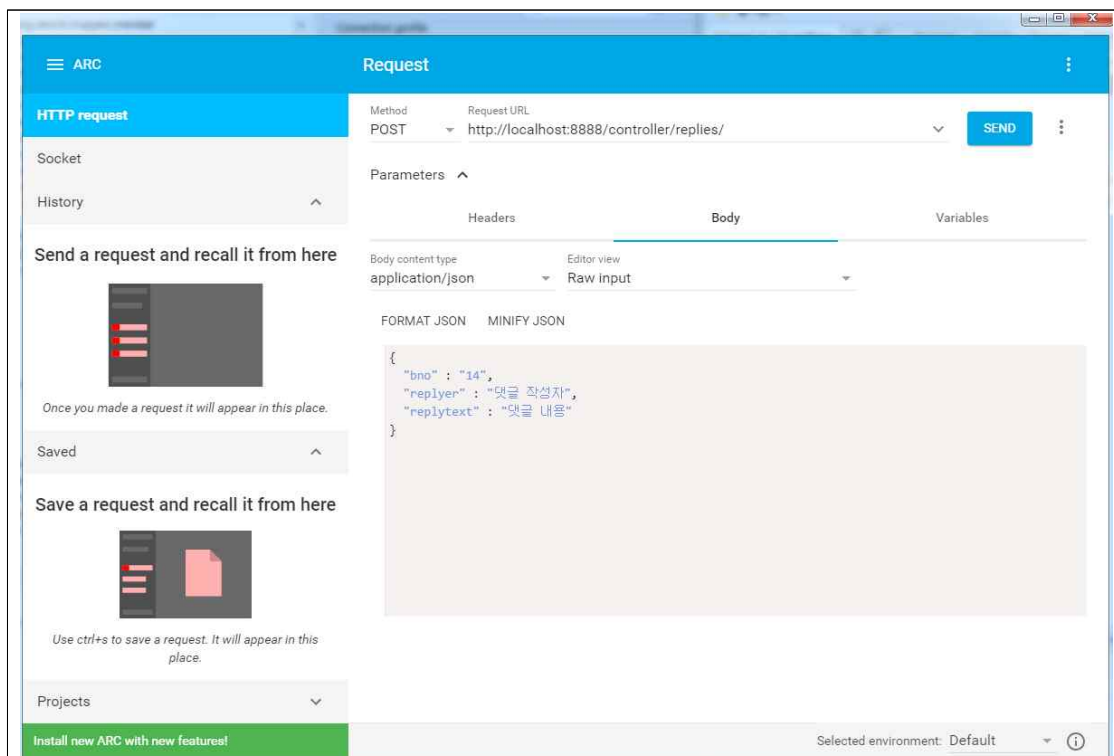 ARC
Request
HTTP request
Socket
History
Send a request and recall it from here
Once you made a request it will appear in this place.
Saved
Save a request and recall it from here
Use ctrl+s to save a request. It will appear in this
place.
Projects
Install new ARC with new features!
Method
Request URL
POST
http://localhost:8888/controller/replies/
SEND
Parameters
Headers
Body
Variables
Body content type
Editor view
application/json
Raw input
FORMAT JSON
MINIFY JSON
{
"bno" : "14",
"replyer" : "댓글 작성자",
"replytext" : "댓글 내용"
}
Selected environment: Default